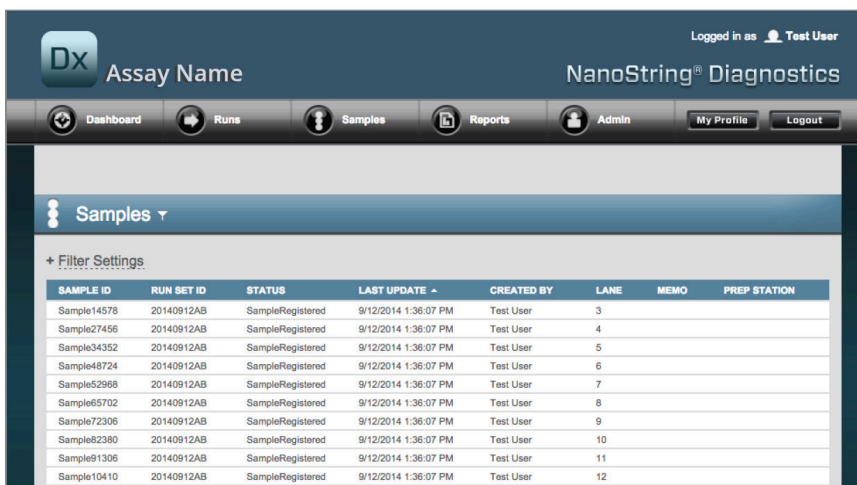 Logged in as Test User
Dx Assay Name
NanoString® Diagnostics
Dashboard Runs Samples Reports Admin My Profile Logout
Samples
+ Filter Settings
SAMPLE ID RUN SET ID STATUS LAST UPDATE CREATED BY LANE MEMO PREP STATION
Sample14578 20140912AB SampleRegistered 9/12/2014 1:36:07 PM Test User 3
Sample27456 20140912AB SampleRegistered 9/12/2014 1:36:07 PM Test User 4
Sample34352 20140912AB SampleRegistered 9/12/2014 1:36:07 PM Test User 5
Sample48724 20140912AB SampleRegistered 9/12/2014 1:36:07 PM Test User 6
Sample52968 20140912AB SampleRegistered 9/12/2014 1:36:07 PM Test User 7
Sample65702 20140912AB SampleRegistered 9/12/2014 1:36:07 PM Test User 8
Sample72306 20140912AB SampleRegistered 9/12/2014 1:36:07 PM Test User 9
Sample82380 20140912AB SampleRegistered 9/12/2014 1:36:07 PM Test User 10
Sample91306 20140912AB SampleRegistered 9/12/2014 1:36:07 PM Test User 11
Sample10410 20140912AB SampleRegistered 9/12/2014 1:36:07 PM Test User 12